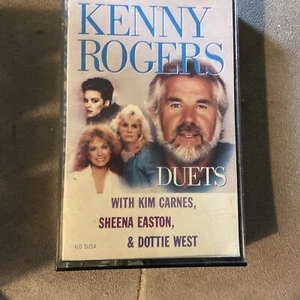 KENNY
ROGERS
DUETS
WITH KIM CARNES,
SHEENA EASTON,
& DOTTIE WEST